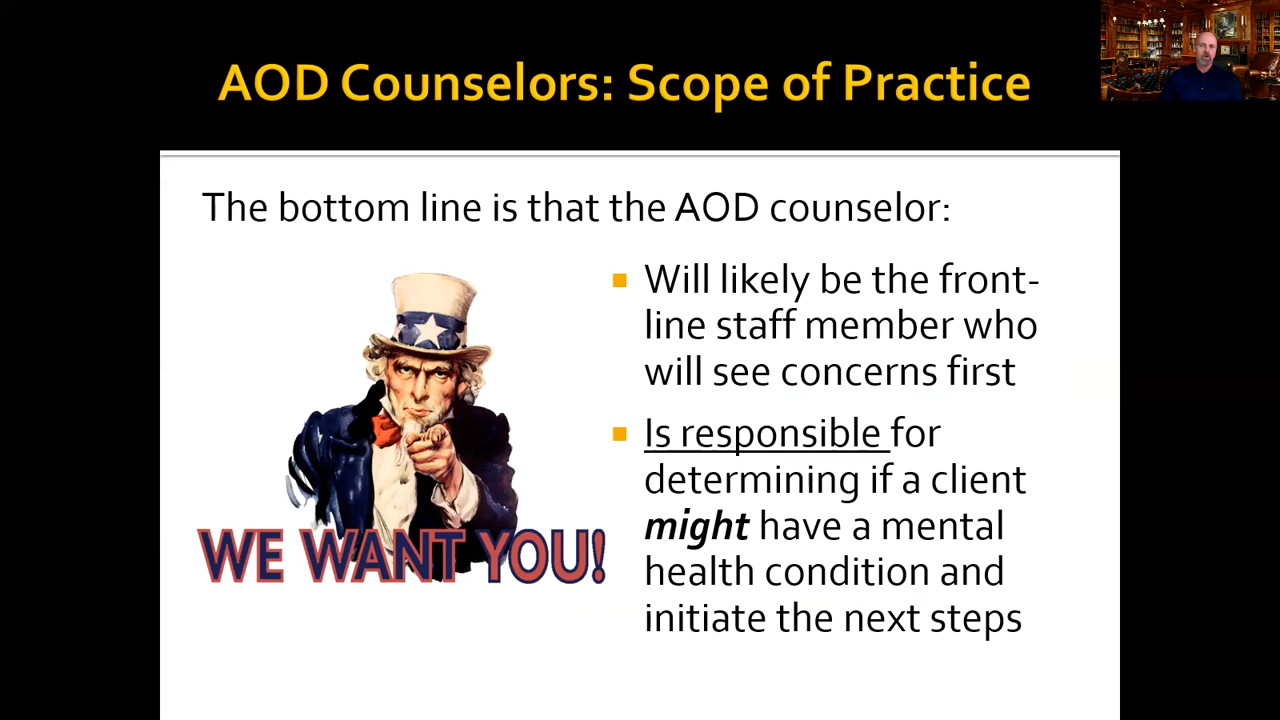 AOD Counselors: Scope of Practice
The bottom line is that the AOD counselor:
Will likely be the front-
line staff member who
will see concerns first
Is responsible for
determining if a client
might have a mental
health condition and
initiate the next steps
WE WANT YOU!